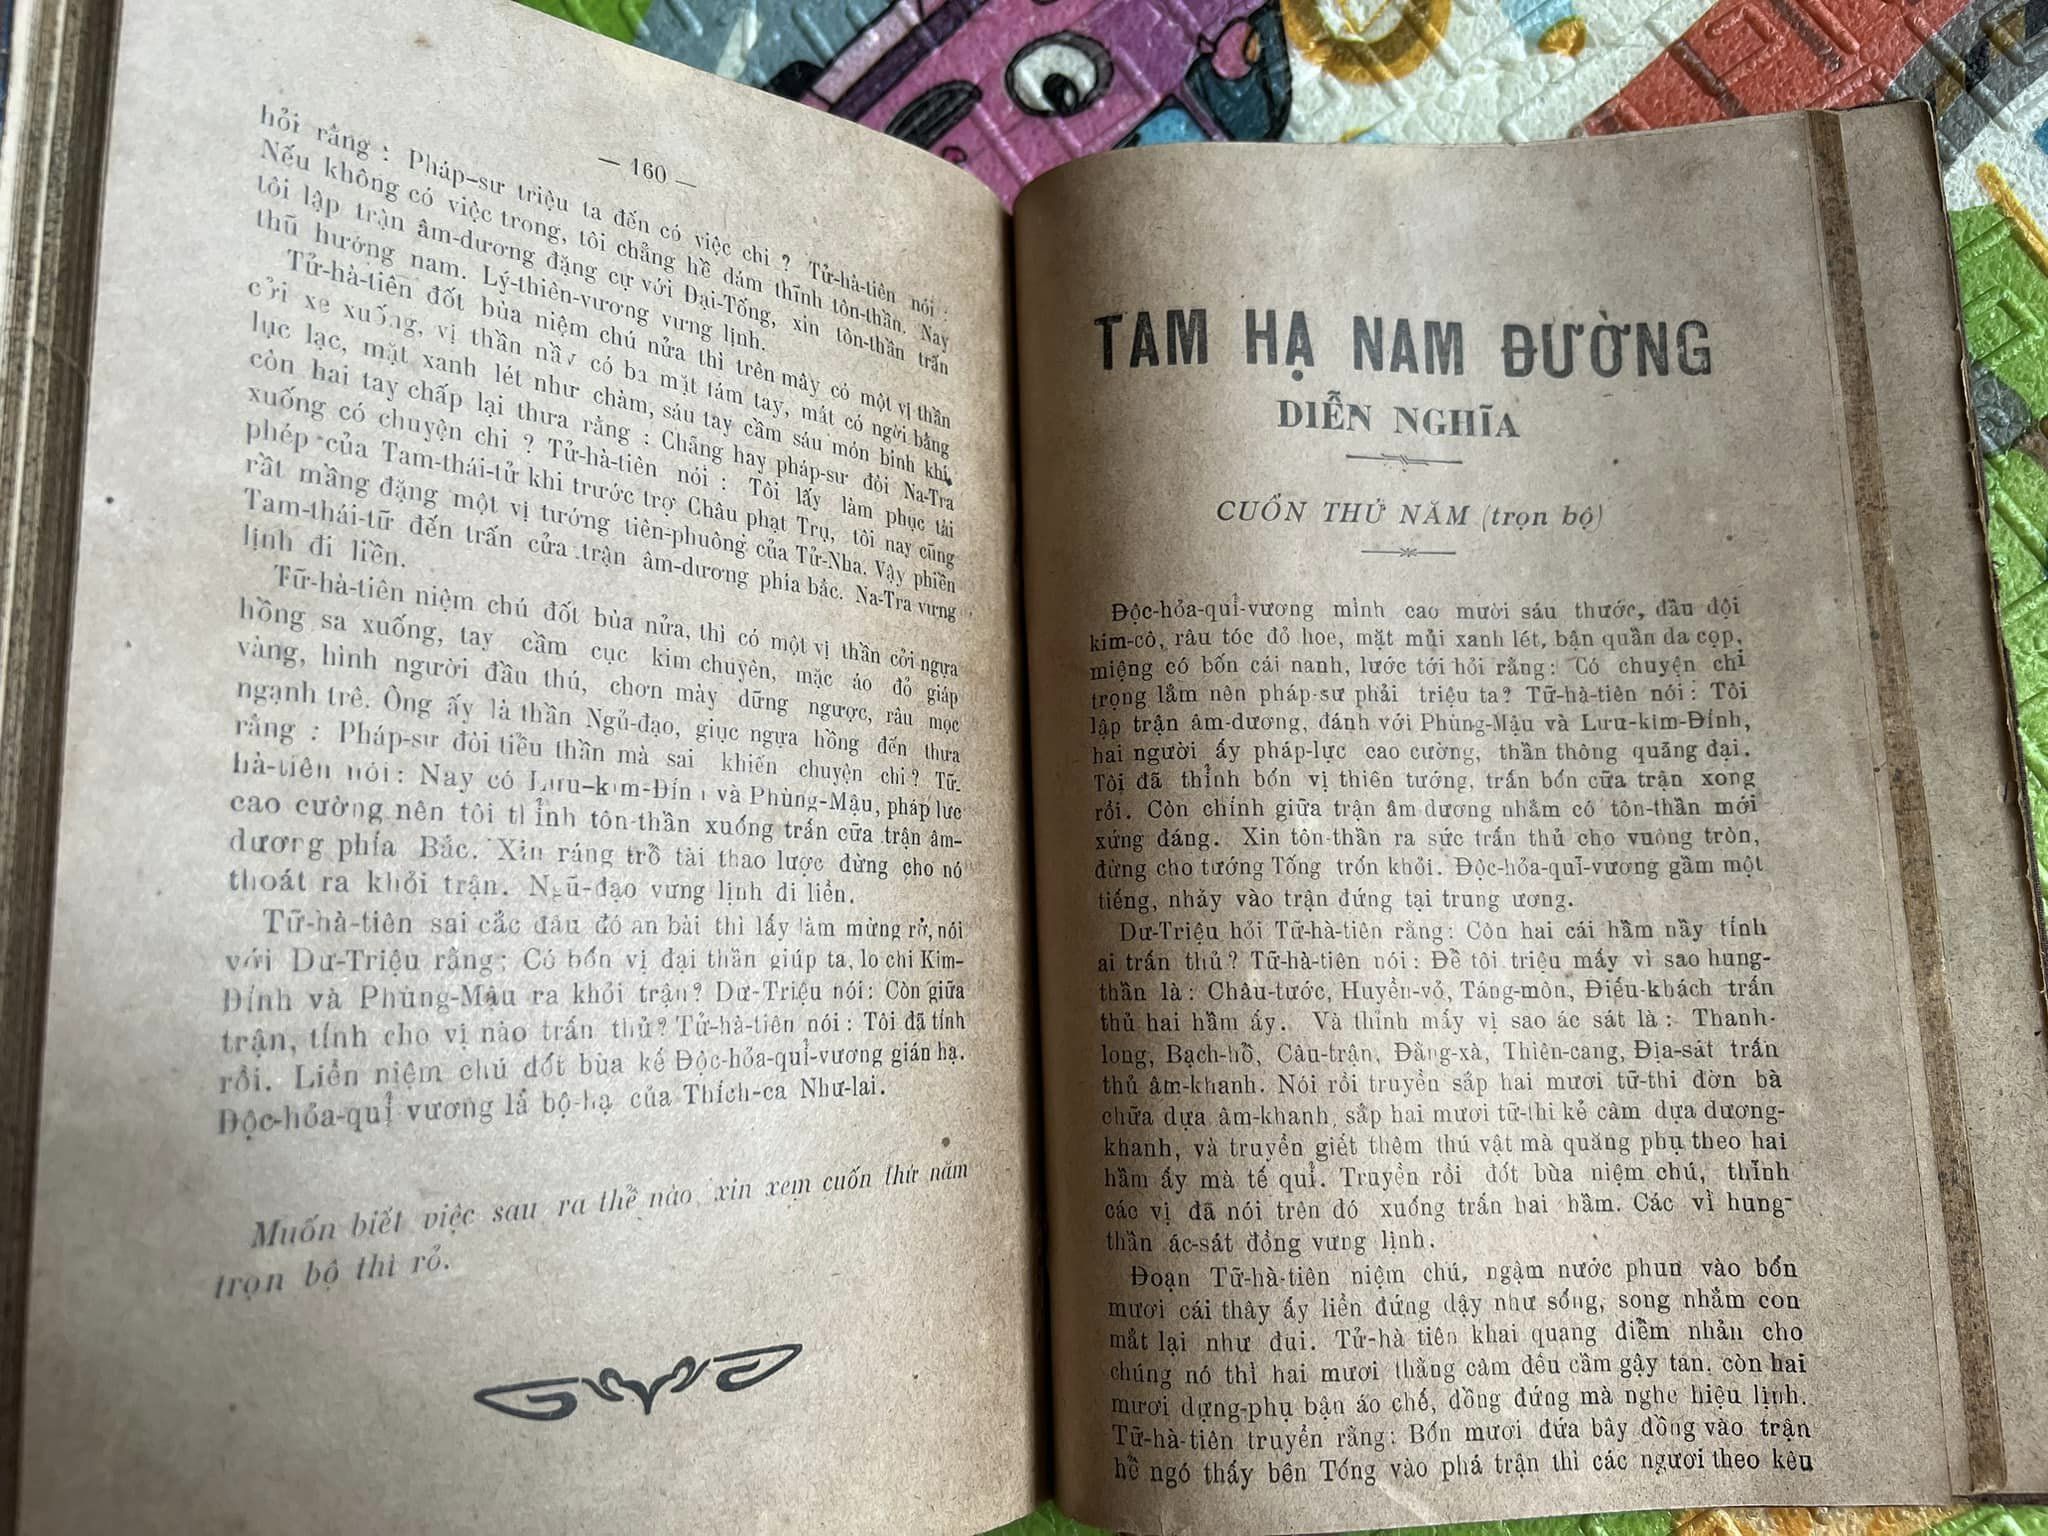 — 160 —
hỏi rằng : Pháp-sư triệu ta đến có việc chi ? Tử-hà-tiên nói :
Nếu không có việc trong, tôi chẳng hề dám thĩnh tôn-thần. Nay
tôi lập trận âm-dương đặng cự với Đại-Tống, xin tôn-thần trấn
thũ hướng nam. Lý-thiên-vương vưng lịnh.
Tử-hà-tiên đốt bùa niệm chú nửa thì trên mây có một vị thần
cởi xe xuống, vị thần nầy có ba mặt tám tay, mắt có ngời bằng
lục lạc, mặt xanh lét như chàm, sáu tay cầm sáu món binh khí,
còn hai tay chấp lại thưa rằng : Chẵng hay pháp-sư đòi Na-Tra
xuống có chuyện chi ? Tử-hà-tiên nói : Tôi lấy làm phục tài
phép của Tam-thái-tử khi trước trợ Châu phạt Trụ, tôi nay cũng
rất mầng đặng một vị tướng tiên-phuông của Tử-Nha. Vậy phiền
Tam-thái-tữ đến trấn cửa trận âm-dương phía bắc. Na-Tra vưng
lịnh đi liền.
Tữ-hà-tiên niệm chú đốt bùa nửa, thì có một vị thần cởi ngựa
hồng sa xuống, tay cầm cục kim chuyên, mặc áo đỏ giáp
vàng, hình người đầu thú, chơn mày dững ngược, râu mọc
ngạnh trê. Ông ấy là thần Ngủ-đạo, giục ngựa hồng đến thưa
rằng : Pháp-sư đòi tiểu thần mà sai khiến chuyện chi ? Tữ-
hà-tiên nói : Nay có Lưu-kim-Đính và Phùng-Mậu, pháp lực
cao cường nên tôi thỉnh tôn-thần xuống trấn cữa trận âm-
dương phía Bắc. Xin ráng trổ tài thao lược đừng cho nó
thoát ra khỏi trận. Ngũ-đạo vưng lịnh đi liền.
Tữ-hà-tiên sai cắc đâu đó an bài thì lấy làm mừng rỡ, nói
với Dư-Triệu rằng; Có bốn vị đại thần giúp ta, lo chi Kim-
Đính và Phùng-Mậu ra khỏi trận? Dư-Triệu nói: Còn giữa
trận, tính cho vị nào trấn thủ? Tử-hà-tiên nói : Tôi đã tính
rồi. Liền niệm chú đốt bùa kế Độc-hỏa-quỉ-vương gián hạ.
Độc-hỏa-quỉ vương là bộ-hạ của Thích-ca Như-lai.
Muốn biết việc sau ra thế nào, xin xem cuốn thứ năm
trọn bộ thì rỏ.
TAM HẠ NAM ĐƯỜNG
DIỄN NGHĨA
CUỐN THỨ NĂM (trọn bộ)
Độc-hỏa-quỉ-vương mình cao mười sáu thước, đầu đội
kim-cô, râu tóc đỏ hoe, mặt mủi xanh lét, bận quần da cọp,
miệng có bốn cái nanh, lước tới hỏi rằng: Có chuyện chi
trọng lắm nên pháp-sư phải triệu ta? Tữ-hà-tiên nói : Tôi
lập trận âm-dương, đánh với Phùng-Mậu và Lưu-kim-Đính,
hai người ấy pháp-lực cao cường, thần thông quãng đại.
Tôi đã thỉnh bốn vị thiên tướng, trấn bốn cữa trận xong
rồi. Còn chính giữa trận âm-dương nhắm có tôn-thần mới
xứng đáng. Xin tôn-thần ra sức trấn thủ cho vuông tròn,
đừng cho tướng Tống trốn khỏi. Độc-hỏa-quỉ-vương gầm một
tiếng, nhảy vào trận đứng tại trung ương.
Dư-Triệu hỏi Tữ-hà-tiên rằng: Còn hai cái hầm nầy tính
ai trấn thủ? Tữ-hà-tiên nói : Để tôi triệu mấy vì sao hung-
thần là : Châu-tước, Huyền-vỏ, Táng-môn, Điếu-khách trấn
thủ hai hầm ấy. Và thỉnh mấy vị sao ác sát là : Thanh-
long, Bạch-hổ, Câu-trận, Đằng-xà, Thiên-cang, Địa-sát trấn
thủ âm-khanh. Nói rồi truyền sắp hai mươi tữ-thi đờn bà
chữa dựa âm-khanh, sắp hai mươi tữ-thi kẻ câm dựa dương-
khanh, và truyền giết thêm thú vật mà quăng phụ theo hai
hầm ấy mà tế quỉ. Truyền rồi đốt bùa niệm chú, thỉnh
các vị đã nói trên đó xuống trấn hai hầm. Các vì hung-
thần ác-sát đồng vưng lịnh.
Đoạn Tữ-hà-tiên niệm chú, ngậm nước phun vào bốn
mươi cái thây ấy liền đứng dậy như sống, song nhắm con
mắt lại như đui. Tử-hà tiên khai quang điểm nhản cho
chúng nó thì hai mươi thằng câm đều cầm gậy tan, còn hai
mươi dựng-phụ bận áo chế, đồng đứng mà nghe hiệu lịnh.
Tữ-hà-tiên truyền rằng: Bốn mươi đứa bây đồng vào trận
hễ ngó thấy bên Tống vào phá trận thì các ngươi theo kêu